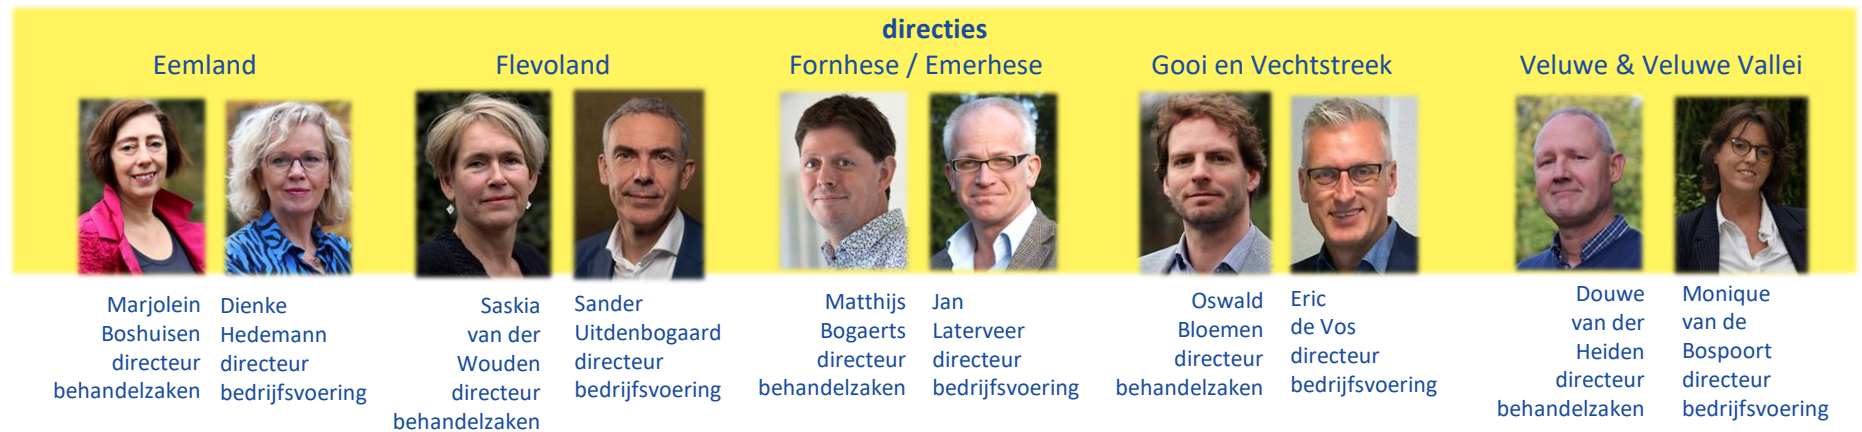 directies
Eemland
Flevoland
Fornhese / Emerhese
Gooi en Vechtstreek
Veluwe & Veluwe Vallei
Marjolein
Boshuisen
directeur
behandelzaken
Dienke
Hedemann
directeur
bedrijfsvoering
Saskia
van der
Wouden
directeur
behandelzaken
Sander
Uitdenbogaard
directeur
bedrijfsvoering
Matthijs
Bogaerts
directeur
behandelzaken
Jan
Laterveer
directeur
bedrijfsvoering
Oswald
Bloemen
directeur
behandelzaken
Eric
de Vos
directeur
bedrijfsvoering
Douwe
van der
Heiden
directeur
behandelzaken
Monique
van de
Bospoort
directeur
bedrijfsvoering